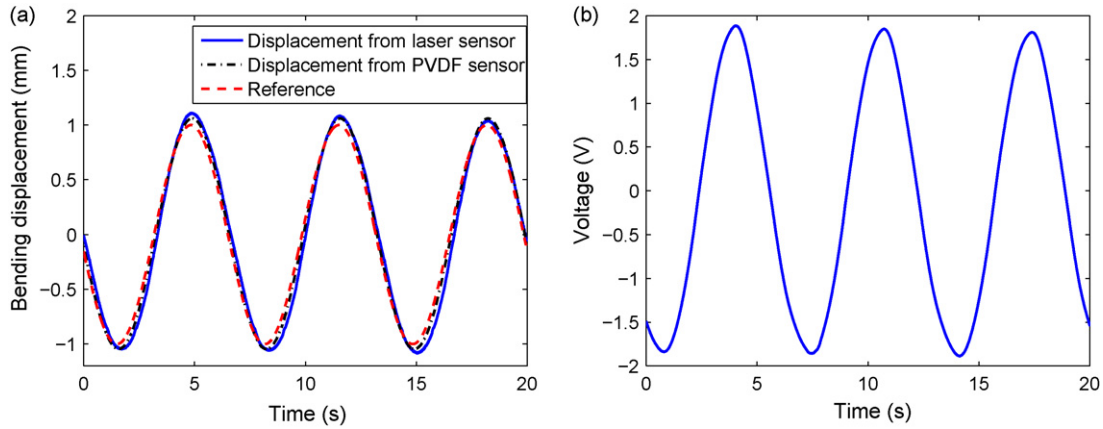 (a)
2
1.5
1
0.5
0
−0.5
−1
Bending displacement (mm)
Displacement from laser sensor
Displacement from PVDF sensor
Reference
0
5
10
15
20
Time (s)
(b)
2
1.5
1
0.5
0
−0.5
−1
−1.5
−2
Voltage (V)
0
5
10
15
20
Time (s)